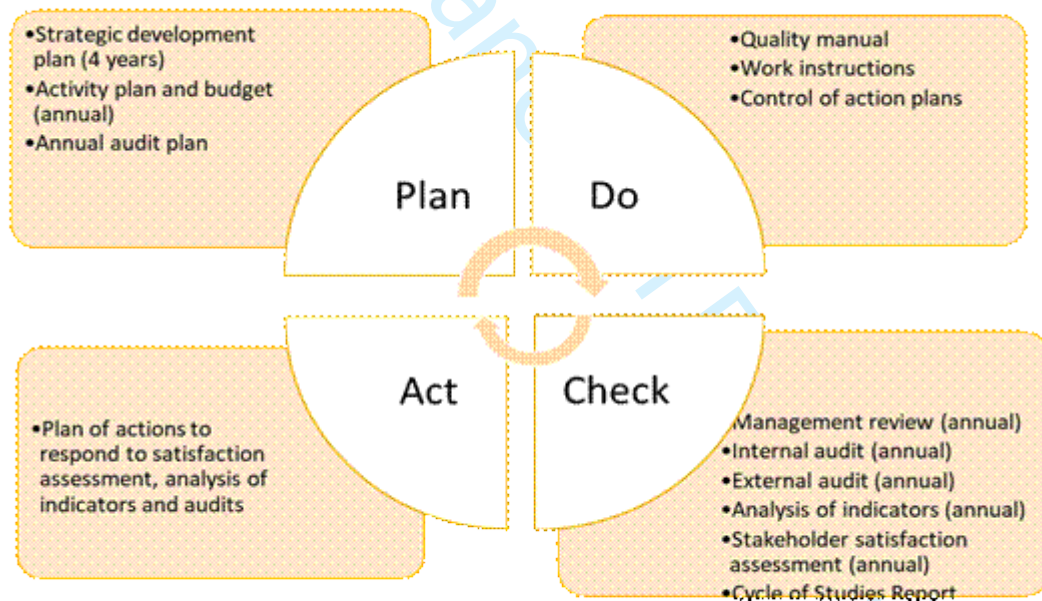 •Strategic development
plan (4 years)
•Activity plan and budget
(annual)
•Annual audit plan
•Quality manual
•Work instructions
•Control of action plans
Plan
Do
Act
Check
•Plan of actions to
respond to satisfaction
assessment, analysis of
indicators and audits
Management review (annual)
•Internal audit (annual)
•External audit (annual)
•Analysis of indicators (annual)
•Stakeholder satisfaction
assessment (annual)
•Cycle of Studies Report